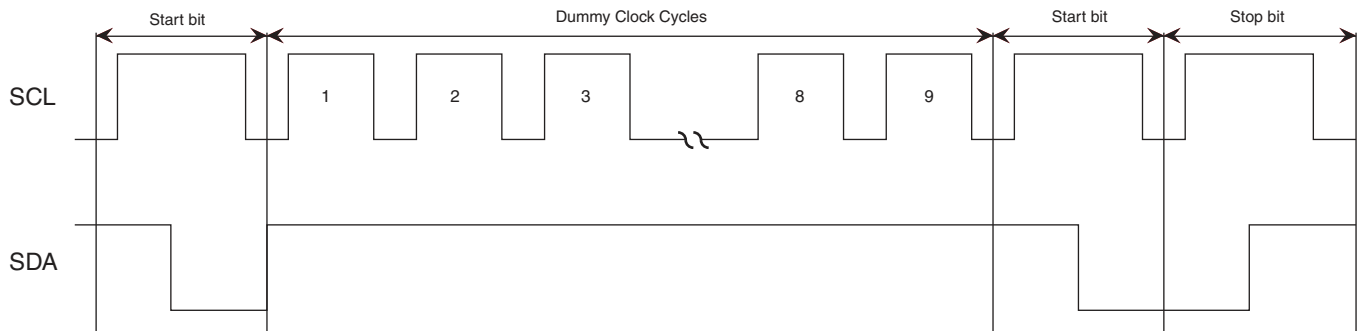 Start bit
Dummy Clock Cycles
Start bit
Stop bit
SCL
1
2
3
8
9
SDA